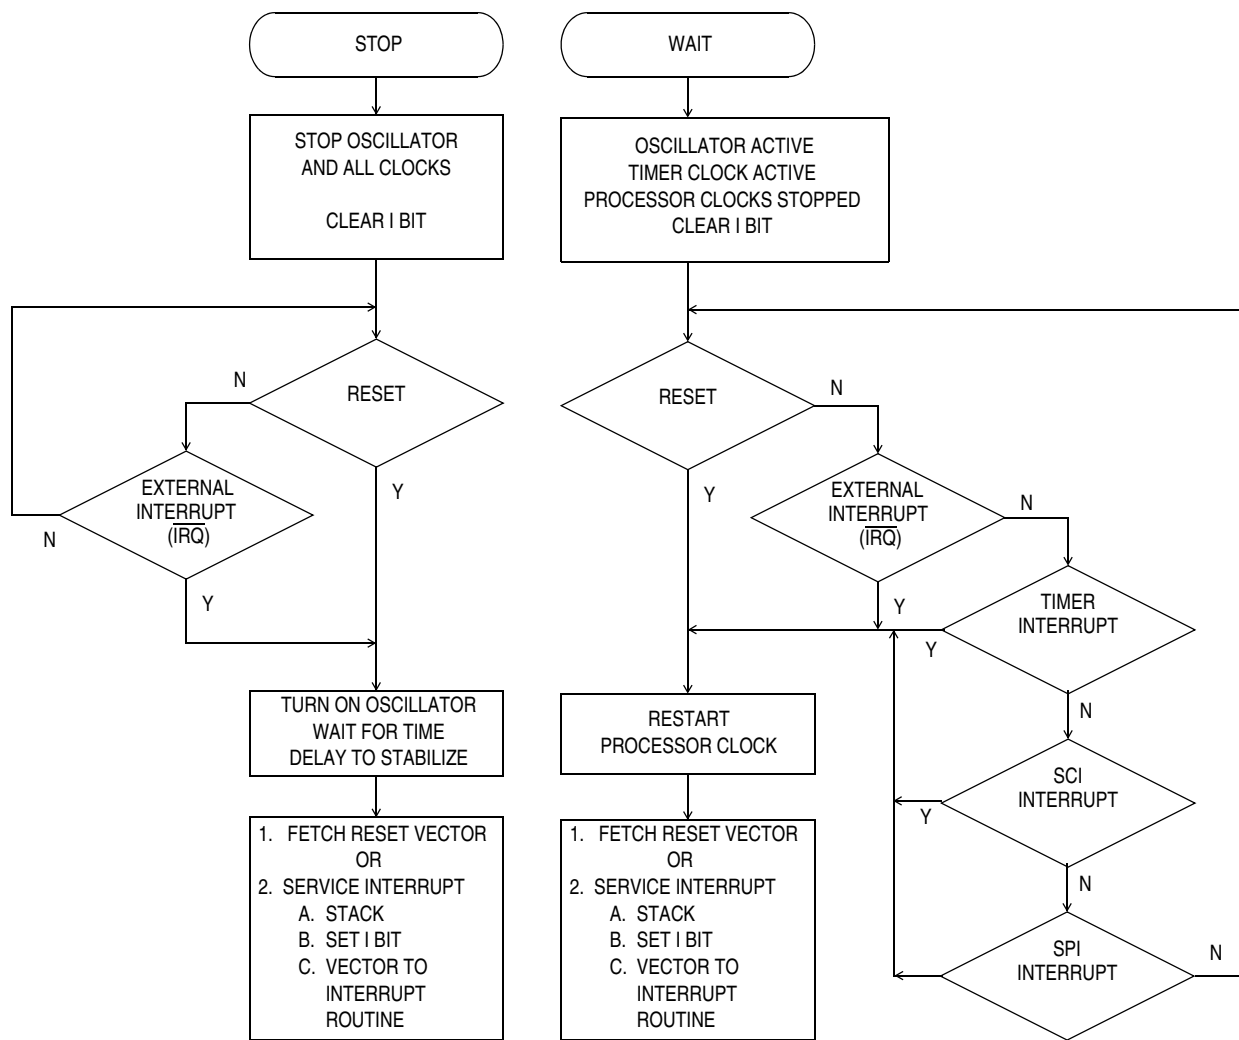 STOP
STOP OSCILLATOR
AND ALL CLOCKS
CLEAR I BIT
RESET
N
Y
EXTERNAL
INTERRUPT
(IRQ)
N
Y
TURN ON OSCILLATOR
WAIT FOR TIME
DELAY TO STABILIZE
1. FETCH RESET VECTOR
OR
2. SERVICE INTERRUPT
A. STACK
B. SET I BIT
C. VECTOR TO
INTERRUPT
ROUTINE
WAIT
OSCILLATOR ACTIVE
TIMER CLOCK ACTIVE
PROCESSOR CLOCKS STOPPED
CLEAR I BIT
RESET
N
Y
EXTERNAL
INTERRUPT
(IRQ)
N
Y
TIMER
INTERRUPT
Y
N
SCI
INTERRUPT
Y
N
SPI
INTERRUPT
N
RESTART
PROCESSOR CLOCK
1. FETCH RESET VECTOR
OR
2. SERVICE INTERRUPT
A. STACK
B. SET I BIT
C. VECTOR TO
INTERRUPT
ROUTINE